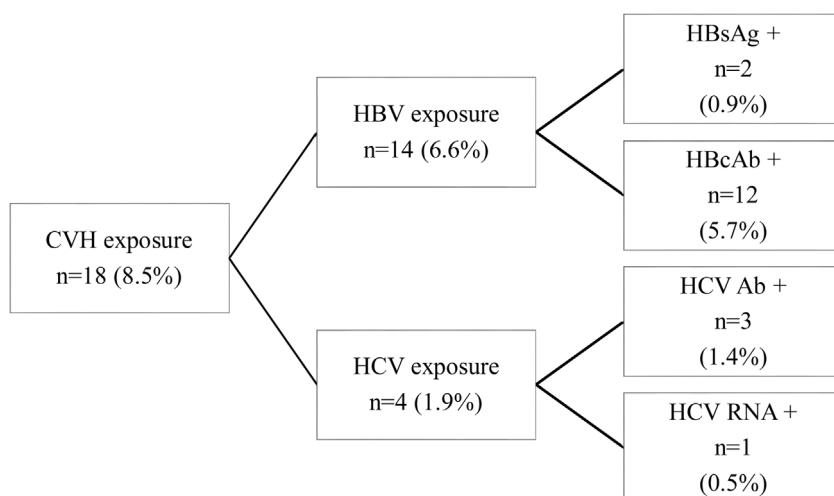 CVH exposure
n=18 (8.5%)
HBV exposure
n=14 (6.6%)
HBsAg +
n=2
(0.9%)
HBcAb +
n=12
(5.7%)
HCV exposure
n=4 (1.9%)
HCV Ab +
n=3
(1.4%)
HCV RNA +
n=1
(0.5%)